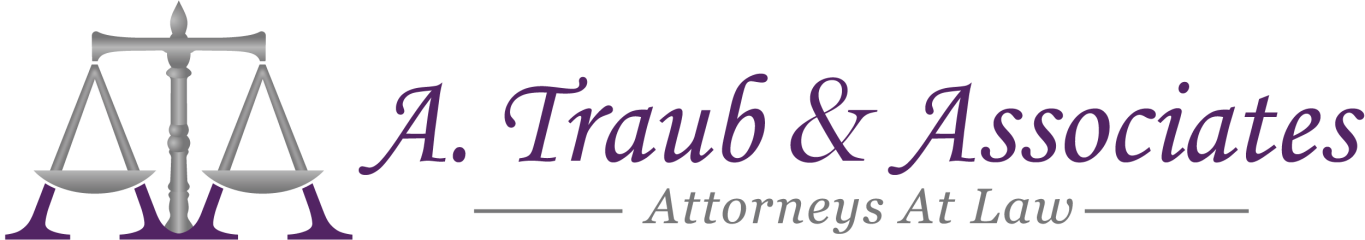 A. Traub & Associates
Attorneys At Law